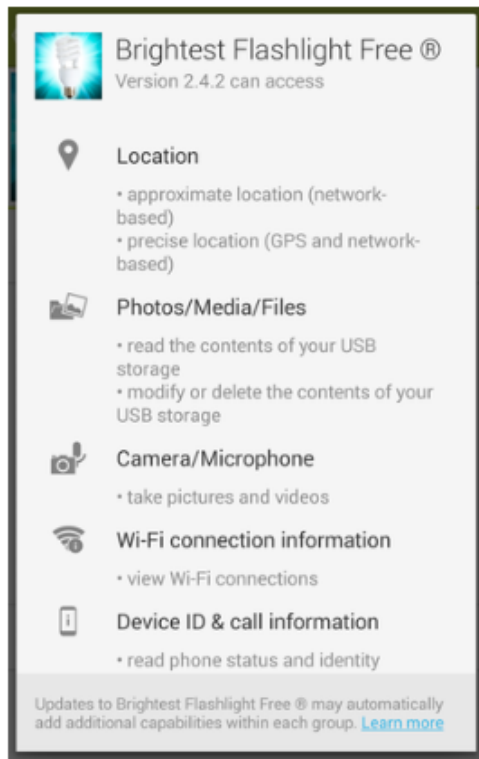 Brightest Flashlight Free ®
Version 2.4.2 can access
Location
• approximate location (network-
based)
• precise location (GPS and network-
based)
Photos/Media/Files
• read the contents of your USB
storage
• modify or delete the contents of your
USB storage
Camera/Microphone
• take pictures and videos
Wi-Fi connection information
• view Wi-Fi connections
Device ID & call information
• read phone status and identity
Updates to Brightest Flashlight Free ® may automatically
add additional capabilities within each group. Learn more